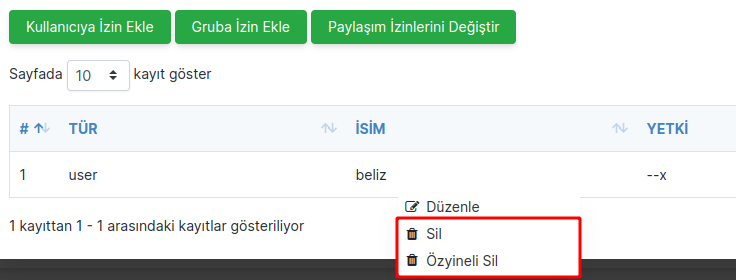 Kullanıcıya İzin Ekle Gruba İzin Ekle Paylaşım İzinlerini Değiştir
Sayfada 10 kayıt göster
# TÜR İSİM YETKİ
1 user beliz --x
Düzenle
1 kayıttan 1 - 1 arasındaki kayıtlar gösteriliyor
Sil
Özyineli Sil